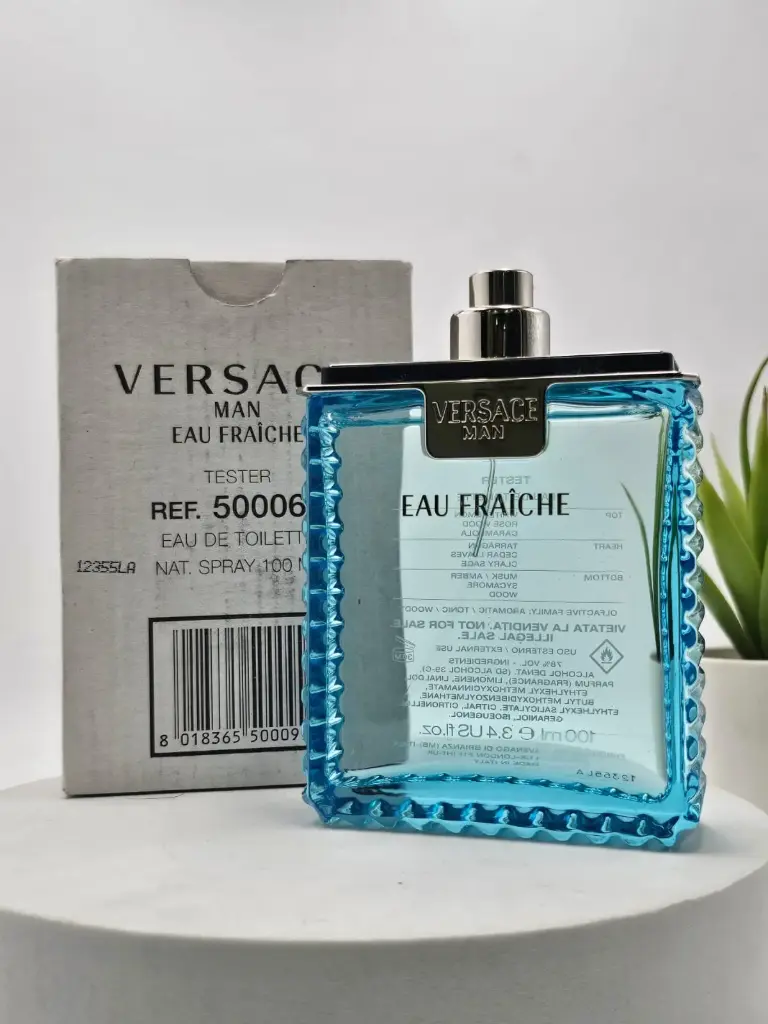 VERSAC
MAN
EAU FRAÎCHE
TESTER
REF. 50006
EAU DE TOILETT
12355LA
NAT. SPRAY 100 M
8 018365 50009
VERSACE
MAN
EAU FRAÎCHE
TESTER
TOP
ROSE WOOD
CARAMBOLA
HEART
TARRAGON
CEDAR LEAVES
CLARY SAGE
BOTTOM
MUSK / AMBER
SYCAMORE
WOOD
OLFACTIVE FAMILY: AROMATIC / TONIC / WOODY
VIETATA LA VENDITA. NOT FOR SALE.
ILLEGAL SALE.
USO ESTERNO / EXTERNAL USE
78% VOL. - INGREDIENTS
ALCOHOL DENAT. (SD ALCOHOL 39-C),
PARFUM (FRAGRANCE), LIMONENE, LINALOOL,
ETHYLHEXYL METHOXYCINNAMATE,
BUTYL METHOXYDIBENZOYLMETHANE,
ETHYLHEXYL SALICYLATE, CITRAL, CITRONELLOL,
GERANIOL, ISOEUGENOL.
100 ml ℮ 3.4 US fl.oz.
MADE IN ITALY